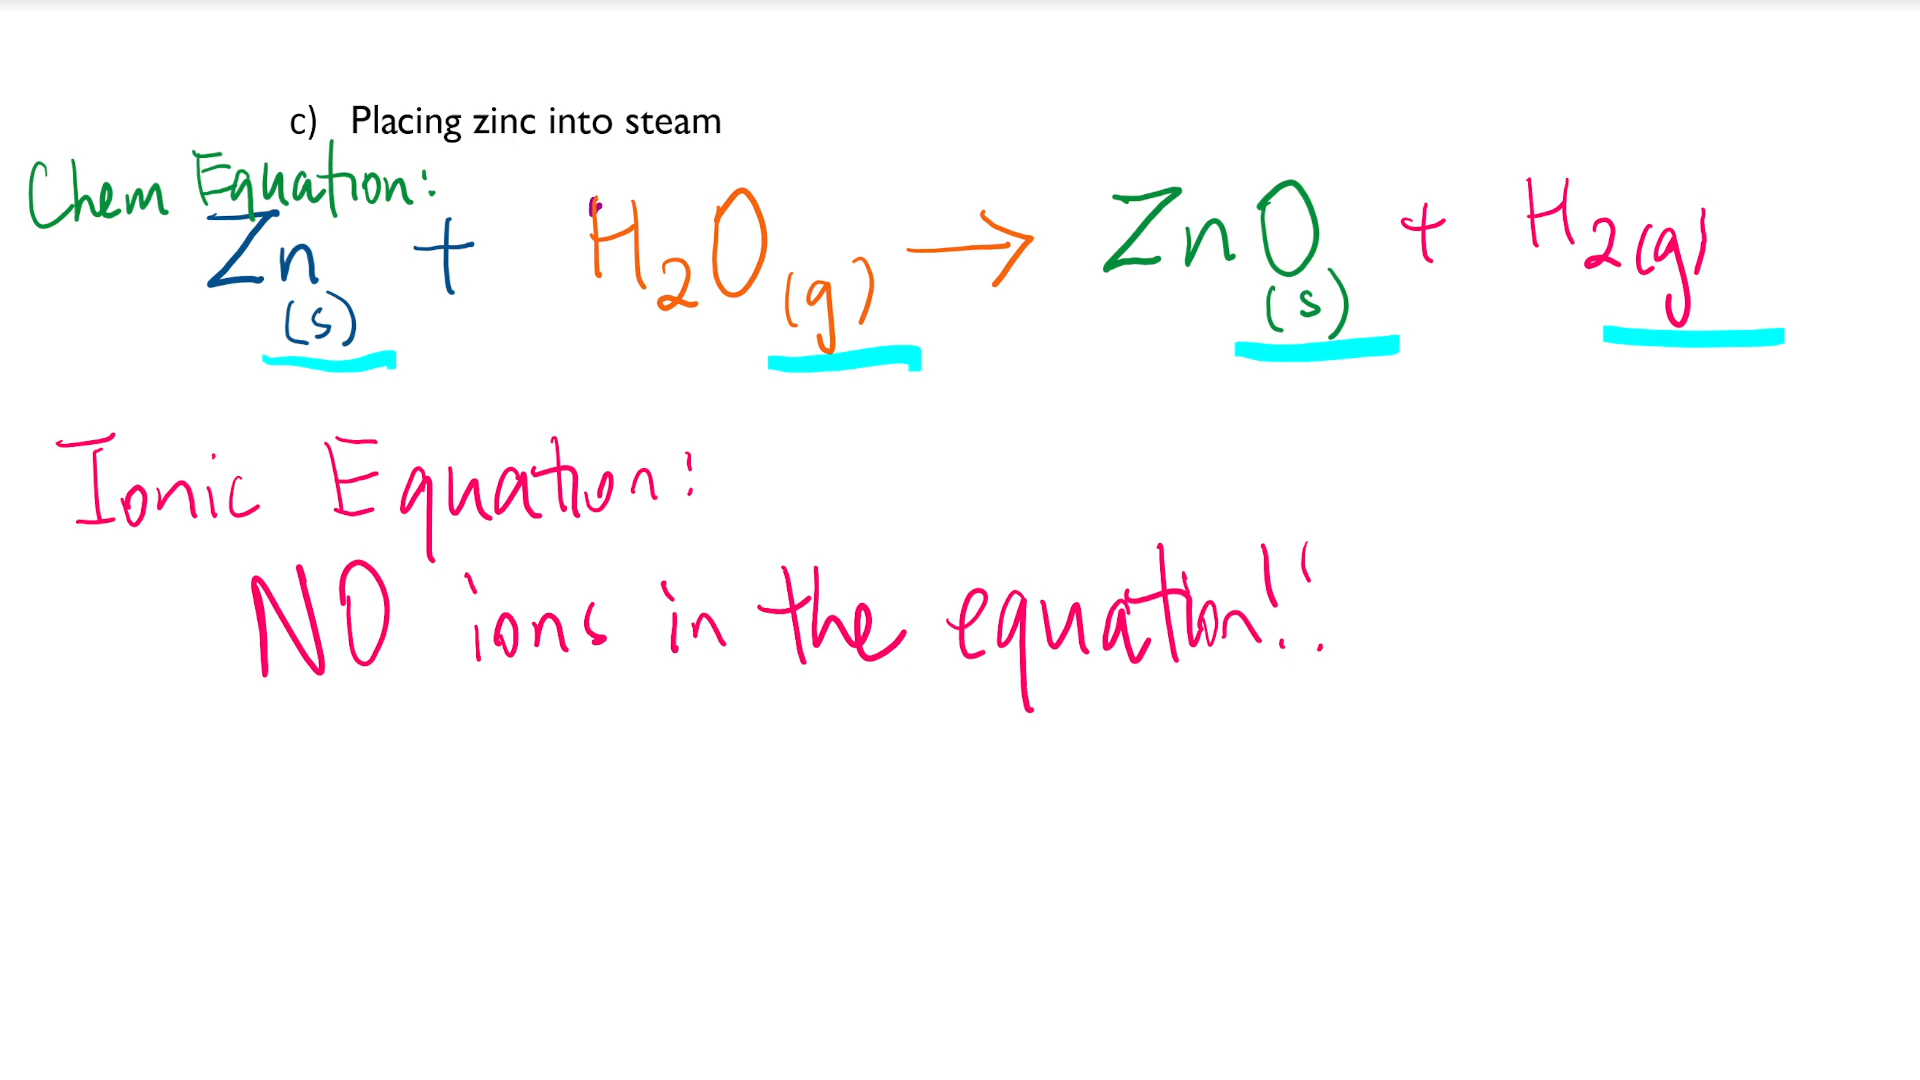 c) Placing zinc into steam
Chem Equation:
Zn(s) + H2O(g) → ZnO(s) + H2(g)
Ionic Equation:
NO ions in the equation!!